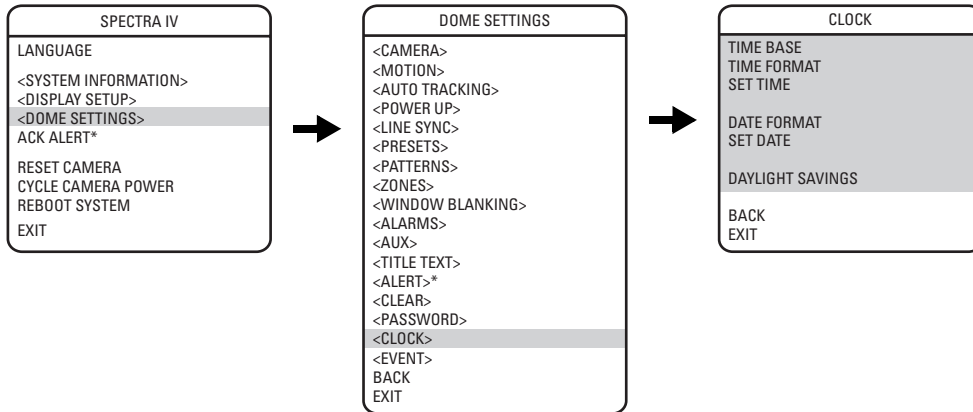 SPECTRA IV
LANGUAGE
<SYSTEM INFORMATION>
<DISPLAY SETUP>
<DOME SETTINGS>
ACK ALERT*
RESET CAMERA
CYCLE CAMERA POWER
REBOOT SYSTEM
EXIT
DOME SETTINGS
<CAMERA>
<MOTION>
<AUTO TRACKING>
<POWER UP>
<LINE SYNC>
<PRESETS>
<PATTERNS>
<ZONES>
<WINDOW BLANKING>
<ALARMS>
<AUX>
<TITLE TEXT>
<ALERT>*
<CLEAR>
<PASSWORD>
<CLOCK>
<EVENT>
BACK
EXIT
CLOCK
TIME BASE
TIME FORMAT
SET TIME
DATE FORMAT
SET DATE
DAYLIGHT SAVINGS
BACK
EXIT